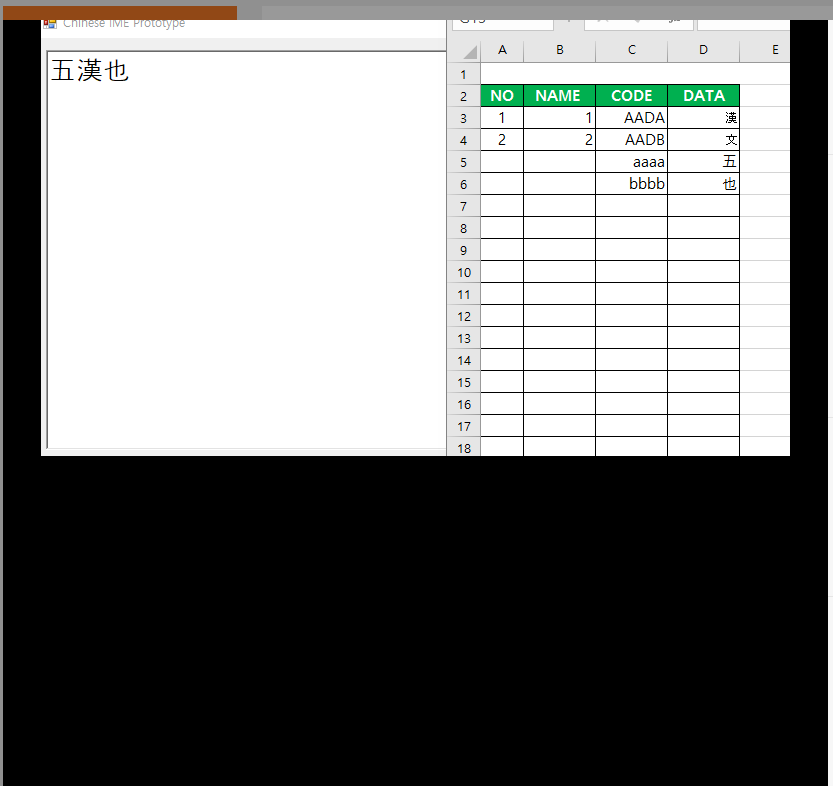 Chinese IME Prototype
五漢也
A B C D E
1
2 NO NAME CODE DATA
3 1 1 AADA 漢
4 2 2 AADB 文
5 aaaa 五
6 bbbb 也
7
8
9
10
11
12
13
14
15
16
17
18